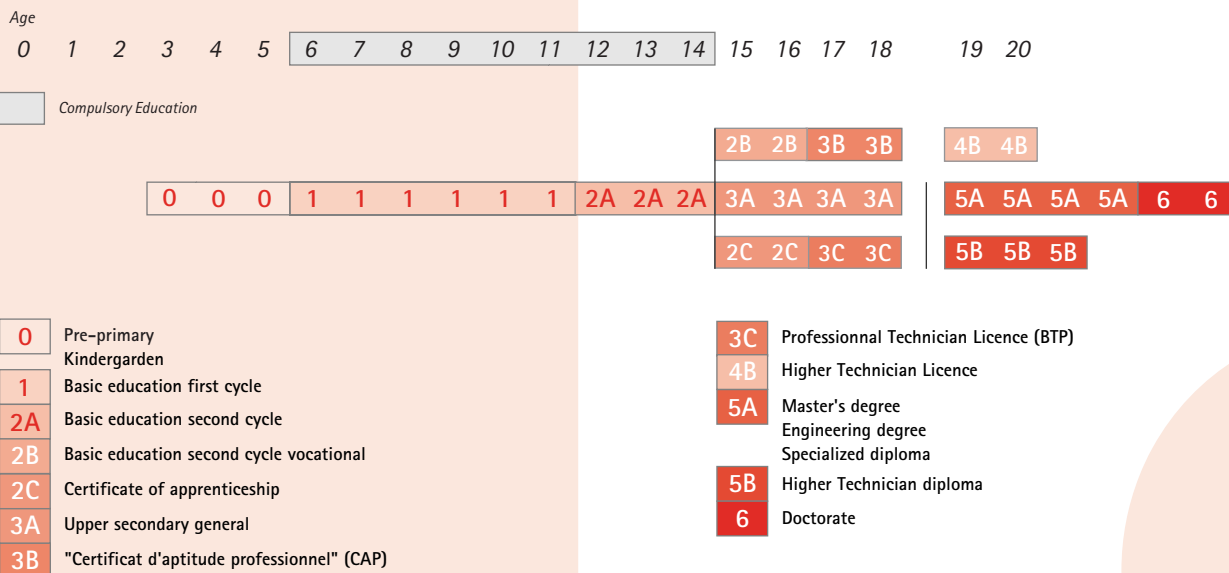 Age
0 1 2 3 4 5 6 7 8 9 10 11 12 13 14 15 16 17 18 19 20
Compulsory Education
2B 2B 3B 3B 4B 4B
0 0 0 1 1 1 1 1 1 2A 2A 2A 3A 3A 3A 3A 5A 5A 5A 5A 6 6
2C 2C 3C 3C 5B 5B 5B
0 Pre-primary
Kindergarden
1 Basic education first cycle
2A Basic education second cycle
2B Basic education second cycle vocational
2C Certificate of apprenticeship
3A Upper secondary general
3B "Certificat d'aptitude professionnel" (CAP)
3C Professionnal Technician Licence (BTP)
4B Higher Technician Licence
5A Master's degree
Engineering degree
Specialized diploma
5B Higher Technician diploma
6 Doctorate